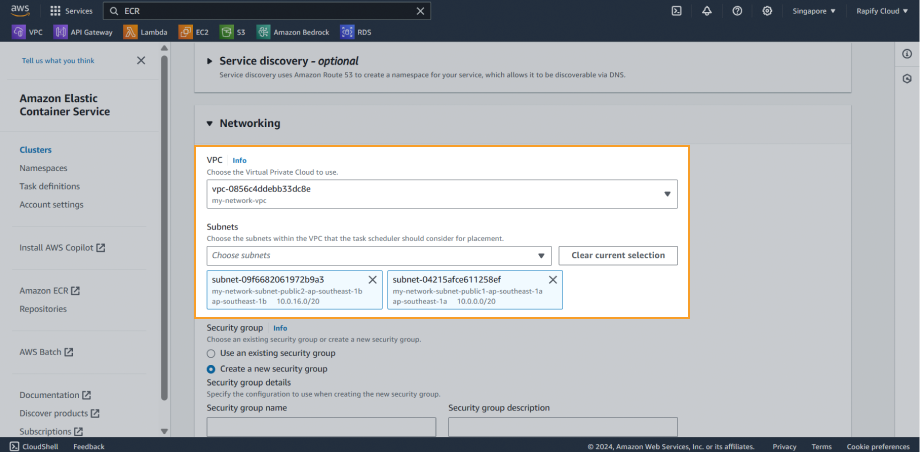 aws
Services
ECR
Singapore
Rapify Cloud
VPC
API Gateway
Lambda
EC2
S3
Amazon Bedrock
RDS
Tell us what you think
Amazon Elastic
Container Service
Clusters
Namespaces
Task definitions
Account settings
Install AWS Copilot
Amazon ECR
Repositories
AWS Batch
Documentation
Discover products
Subscriptions
Service discovery - optional
Service discovery uses Amazon Route 53 to create a namespace for your service, which allows it to be discoverable via DNS.
Networking
VPC Info
Choose the Virtual Private Cloud to use.
vpc-0856c4ddebb33dc8e
my-network-vpc
Subnets
Choose the subnets within the VPC that the task scheduler should consider for placement.
Choose subnets
Clear current selection
subnet-09f6682061972b9a3
my-network-subnet-public2-ap-southeast-1b
ap-southeast-1b 10.0.16.0/20
subnet-04215afce611258ef
my-network-subnet-public1-ap-southeast-1a
ap-southeast-1a 10.0.0.0/20
Security group Info
Choose an existing security group or create a new security group.
Use an existing security group
Create a new security group
Security group details
Specify the configuration to use when creating the new security group.
Security group name
Security group description
CloudShell
Feedback
© 2024, Amazon Web Services, Inc. or its affiliates.
Privacy
Terms
Cookie preferences